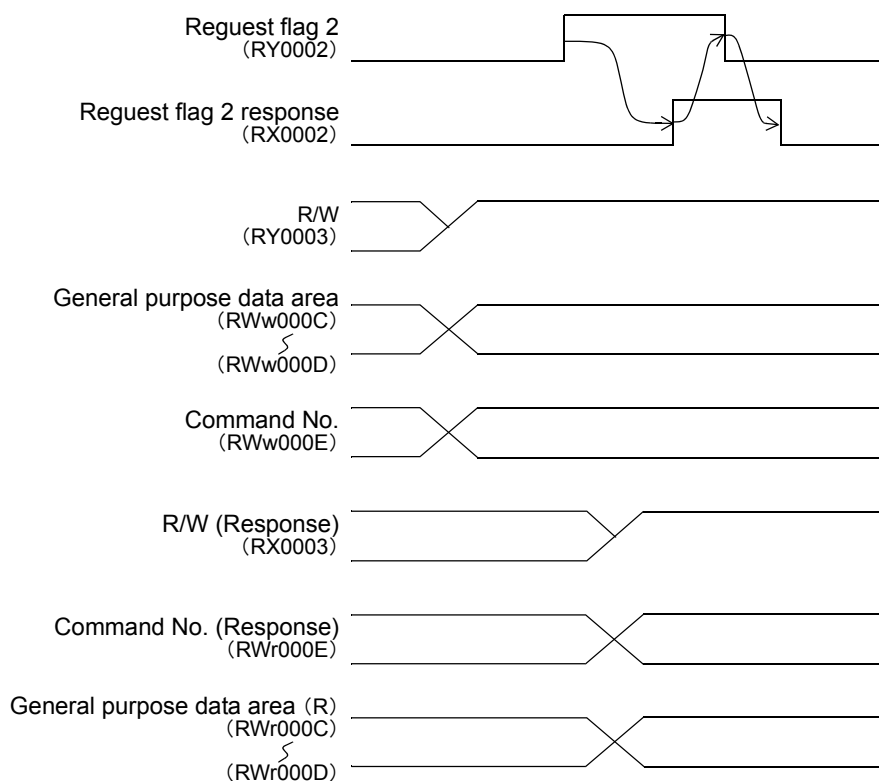 Reguest flag 2
（RY0002）
Reguest flag 2 response
（RX0002）
R/W
（RY0003）
General purpose data area
（RWw000C）
（RWw000D）
Command No.
（RWw000E）
R/W (Response)
（RX0003）
Command No. (Response)
（RWr000E）
General purpose data area（R）
（RWr000C）
（RWr000D）